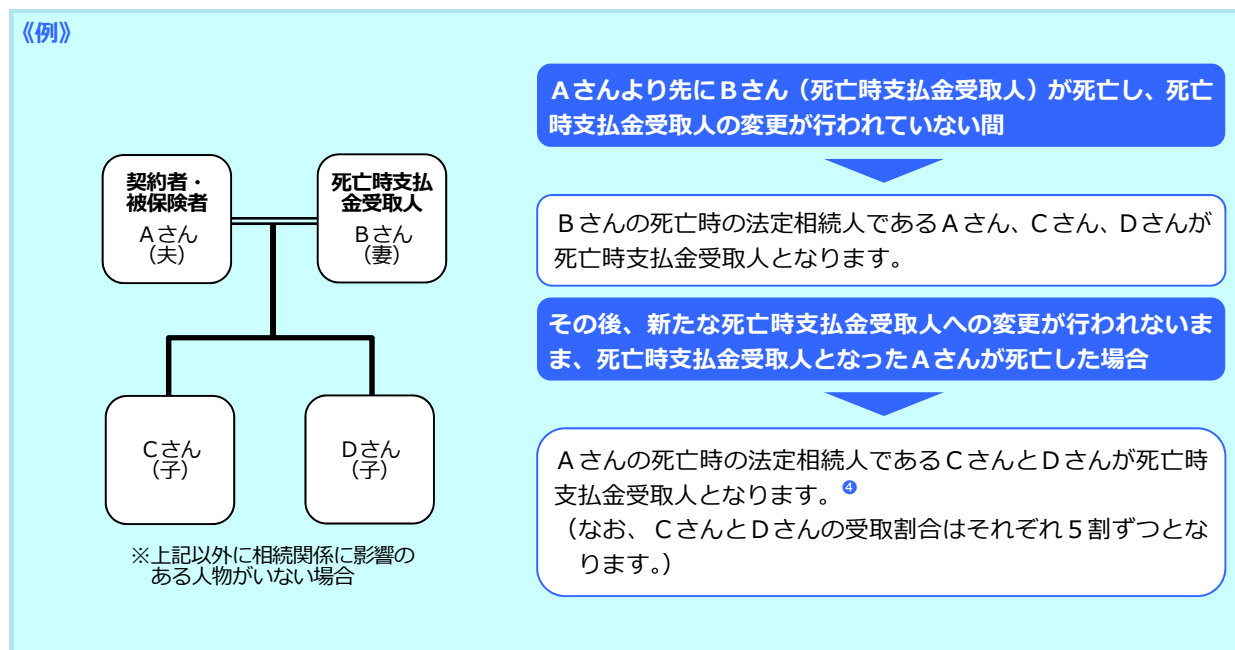 《例》
契約者・
被保険者
Aさん
（夫）
死亡時支払
金受取人
Bさん
（妻）
Cさん
（子）
Dさん
（子）
※上記以外に相続関係に影響の
ある人物がいない場合
Aさんより先にBさん（死亡時支払金受取人）が死亡し、死亡
時支払金受取人の変更が行われていない間
Bさんの死亡時の法定相続人であるAさん、Cさん、Dさんが
死亡時支払金受取人となります。
その後、新たな死亡時支払金受取人への変更が行われないま
ま、死亡時支払金受取人となったAさんが死亡した場合
Aさんの死亡時の法定相続人であるCさんとDさんが死亡時
支払金受取人となります。❹
（なお、CさんとDさんの受取割合はそれぞれ５割ずつとな
ります。）